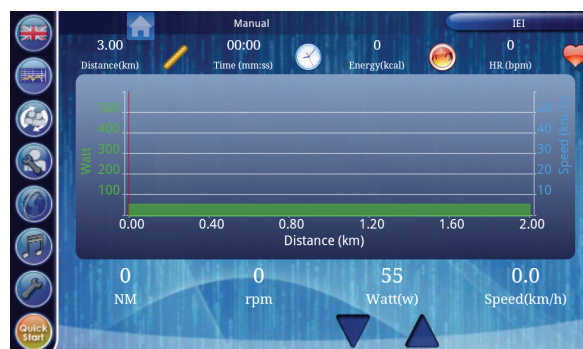 Manual
IEI
3.00
00:00
0
0
Distance(km)
Time (mm:ss)
Energy(kcal)
HR (bpm)
500
50
400
40
300
30
200
20
100
10
Watt
Speed (km/h)
0.00 0.40 0.80 1.20 1.60 2.00
Distance (km)
0
0
55
0.0
NM
rpm
Watt(w)
Speed(km/h)
Quick
Start